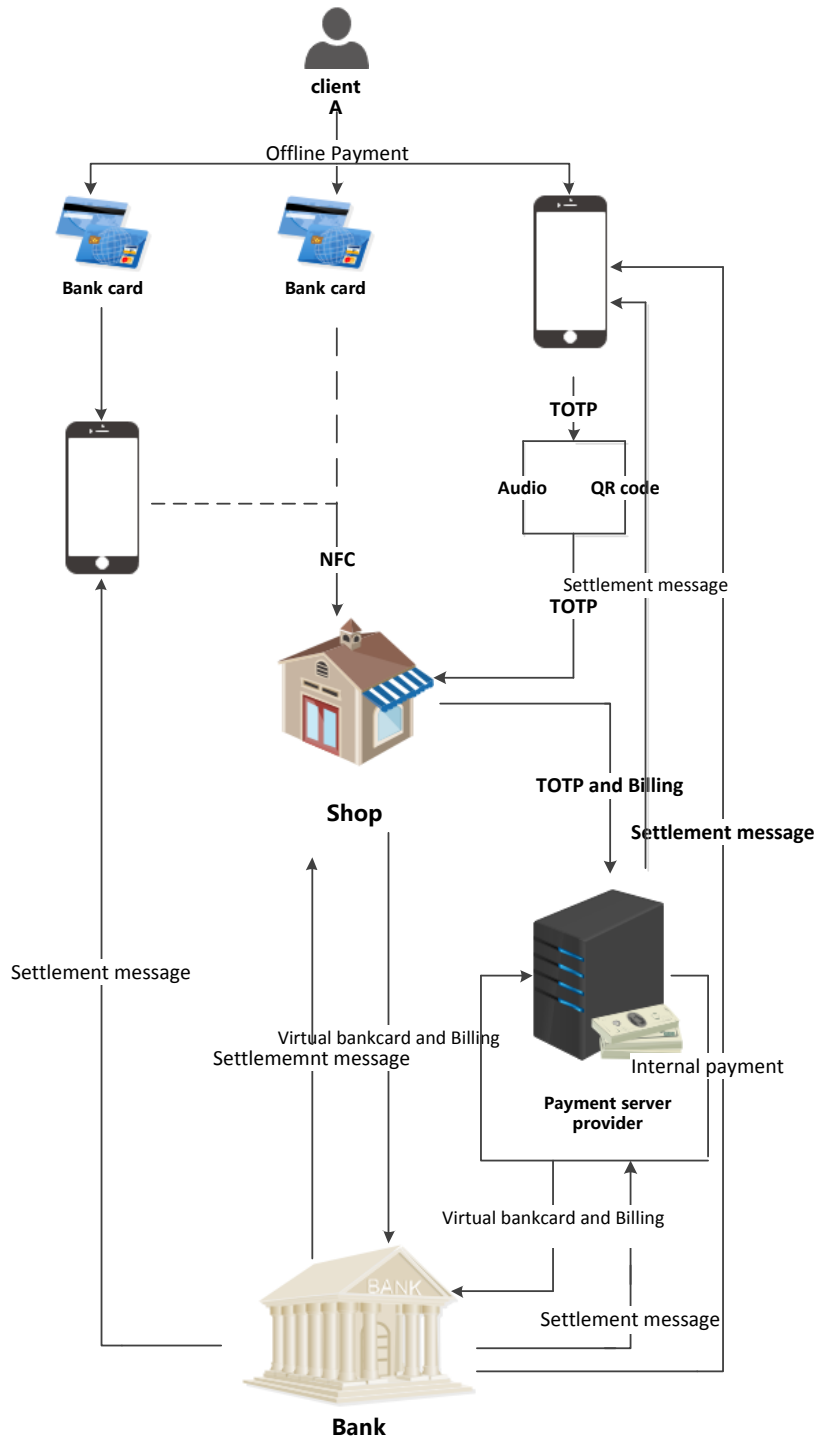 client
A
Offline Payment
Bank card
Bank card
TOTP
Audio
QR code
NFC
Settlement message
TOTP
TOTP and Billing
Shop
Settlement message
Settlement message
Virtual bankcard and Billing
Settlememnt message
Internal payment
Payment server
provider
Virtual bankcard and Billing
BANK
Settlement message
Bank